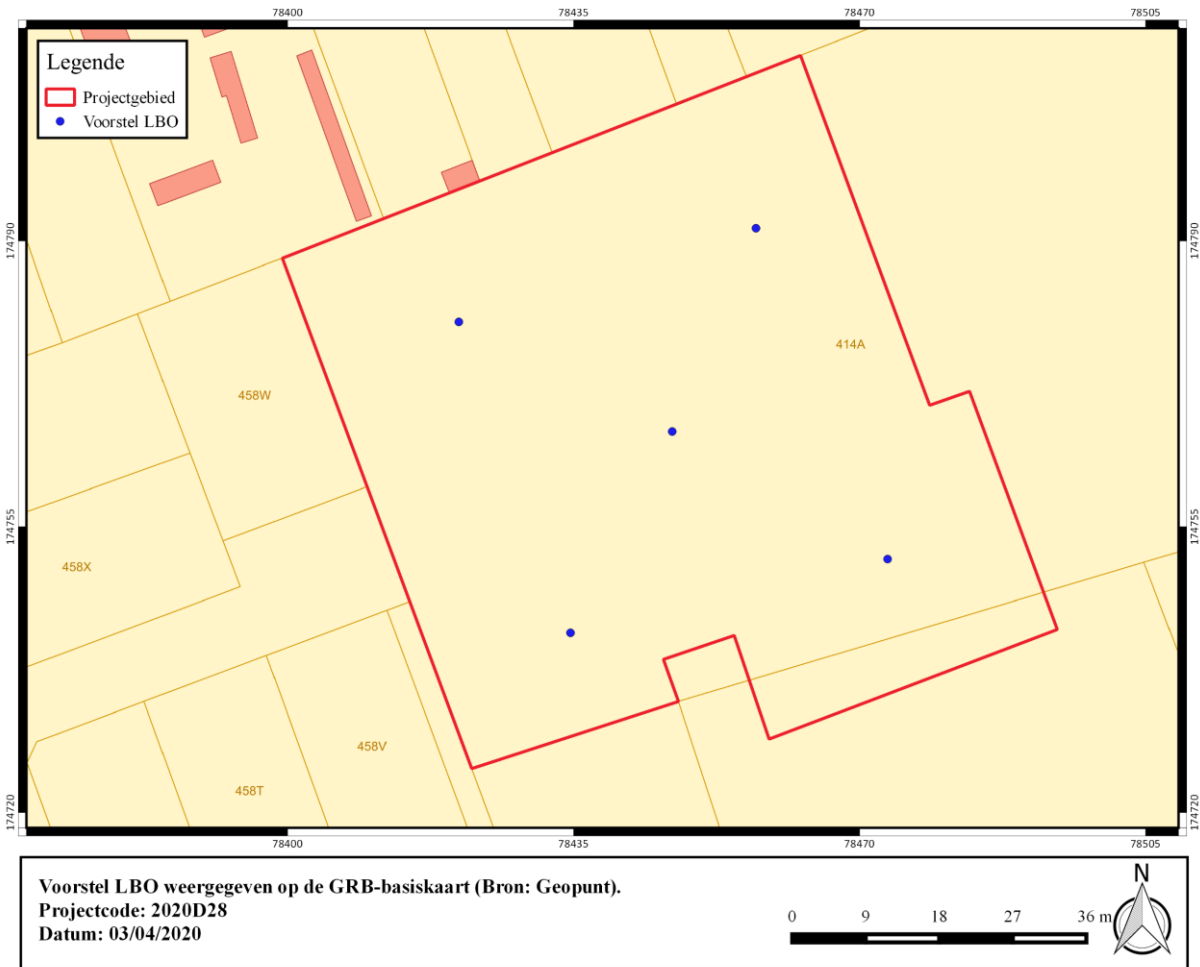 78400 78435 78470 78505
Legende
Projectgebied
Voorstel LBO
174790 174790
414A
458W
174755 174755
458X
458V
458T
174720 174720
78400 78435 78470 78505
Voorstel LBO weergegeven op de GRB-basiskaart (Bron: Geopunt).
Projectcode: 2020D28
Datum: 03/04/2020
0 9 18 27 36 m
N